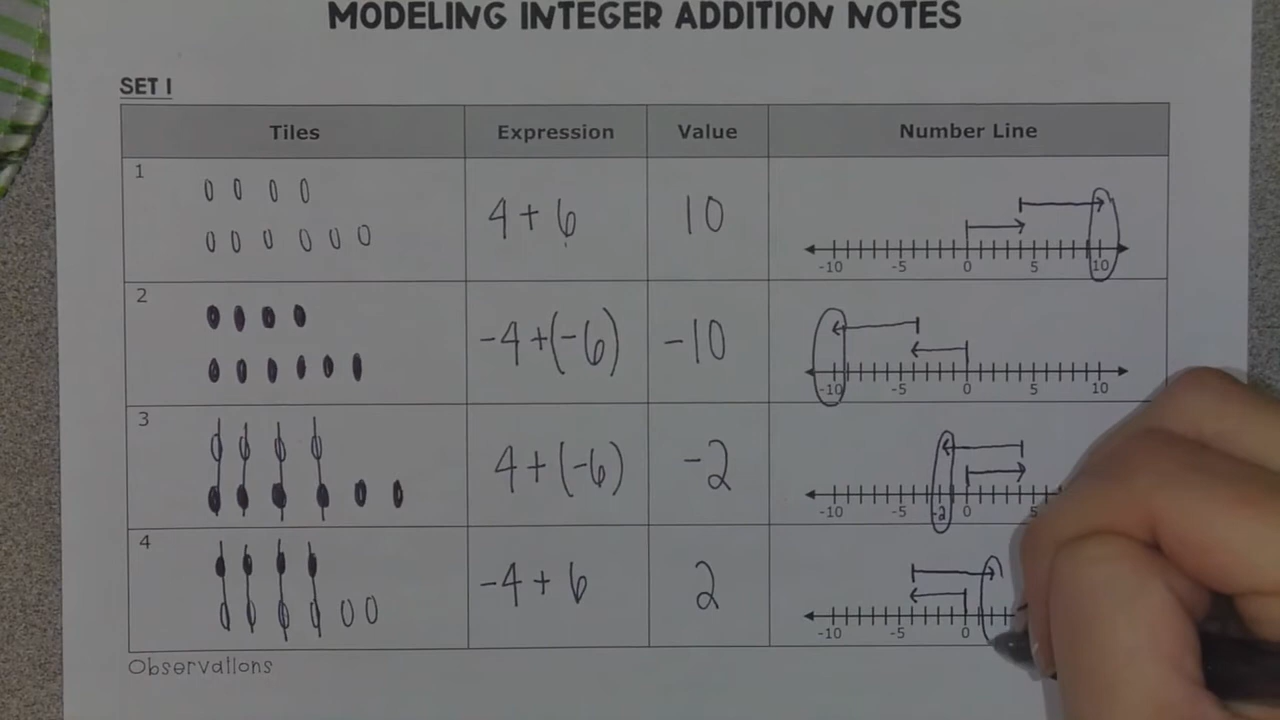 MODELING INTEGER ADDITION NOTES
SET 1
Tiles Expression Value Number Line
1 4 + 6 10
-10 -5 0 5 10
2 -4 + (-6) -10
-10 -5 0 5 10
3 4 + (-6) -2
-10 -5 -2 0 5
4 -4 + 6 2
-10 -5 0
Observations